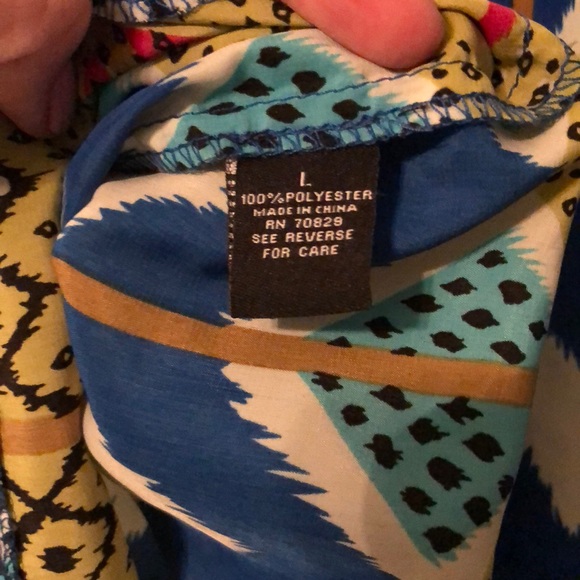 L
100%POLYESTER
MADE IN CHINA
RN 70829
SEE REVERSE
FOR CARE